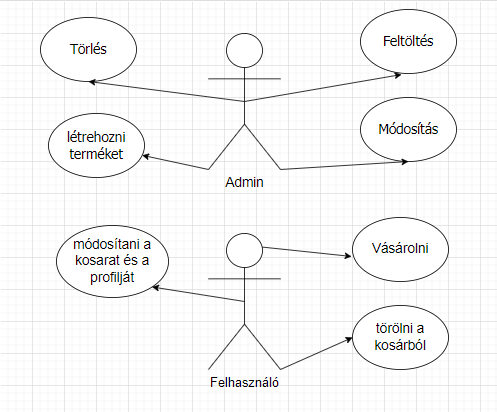 Törlés
Feltöltés
létrehozni
terméket
Módosítás
Admin
módosítani a
kosarat és a
profilját
Vásárolni
törölni a
kosárból
Felhasználó